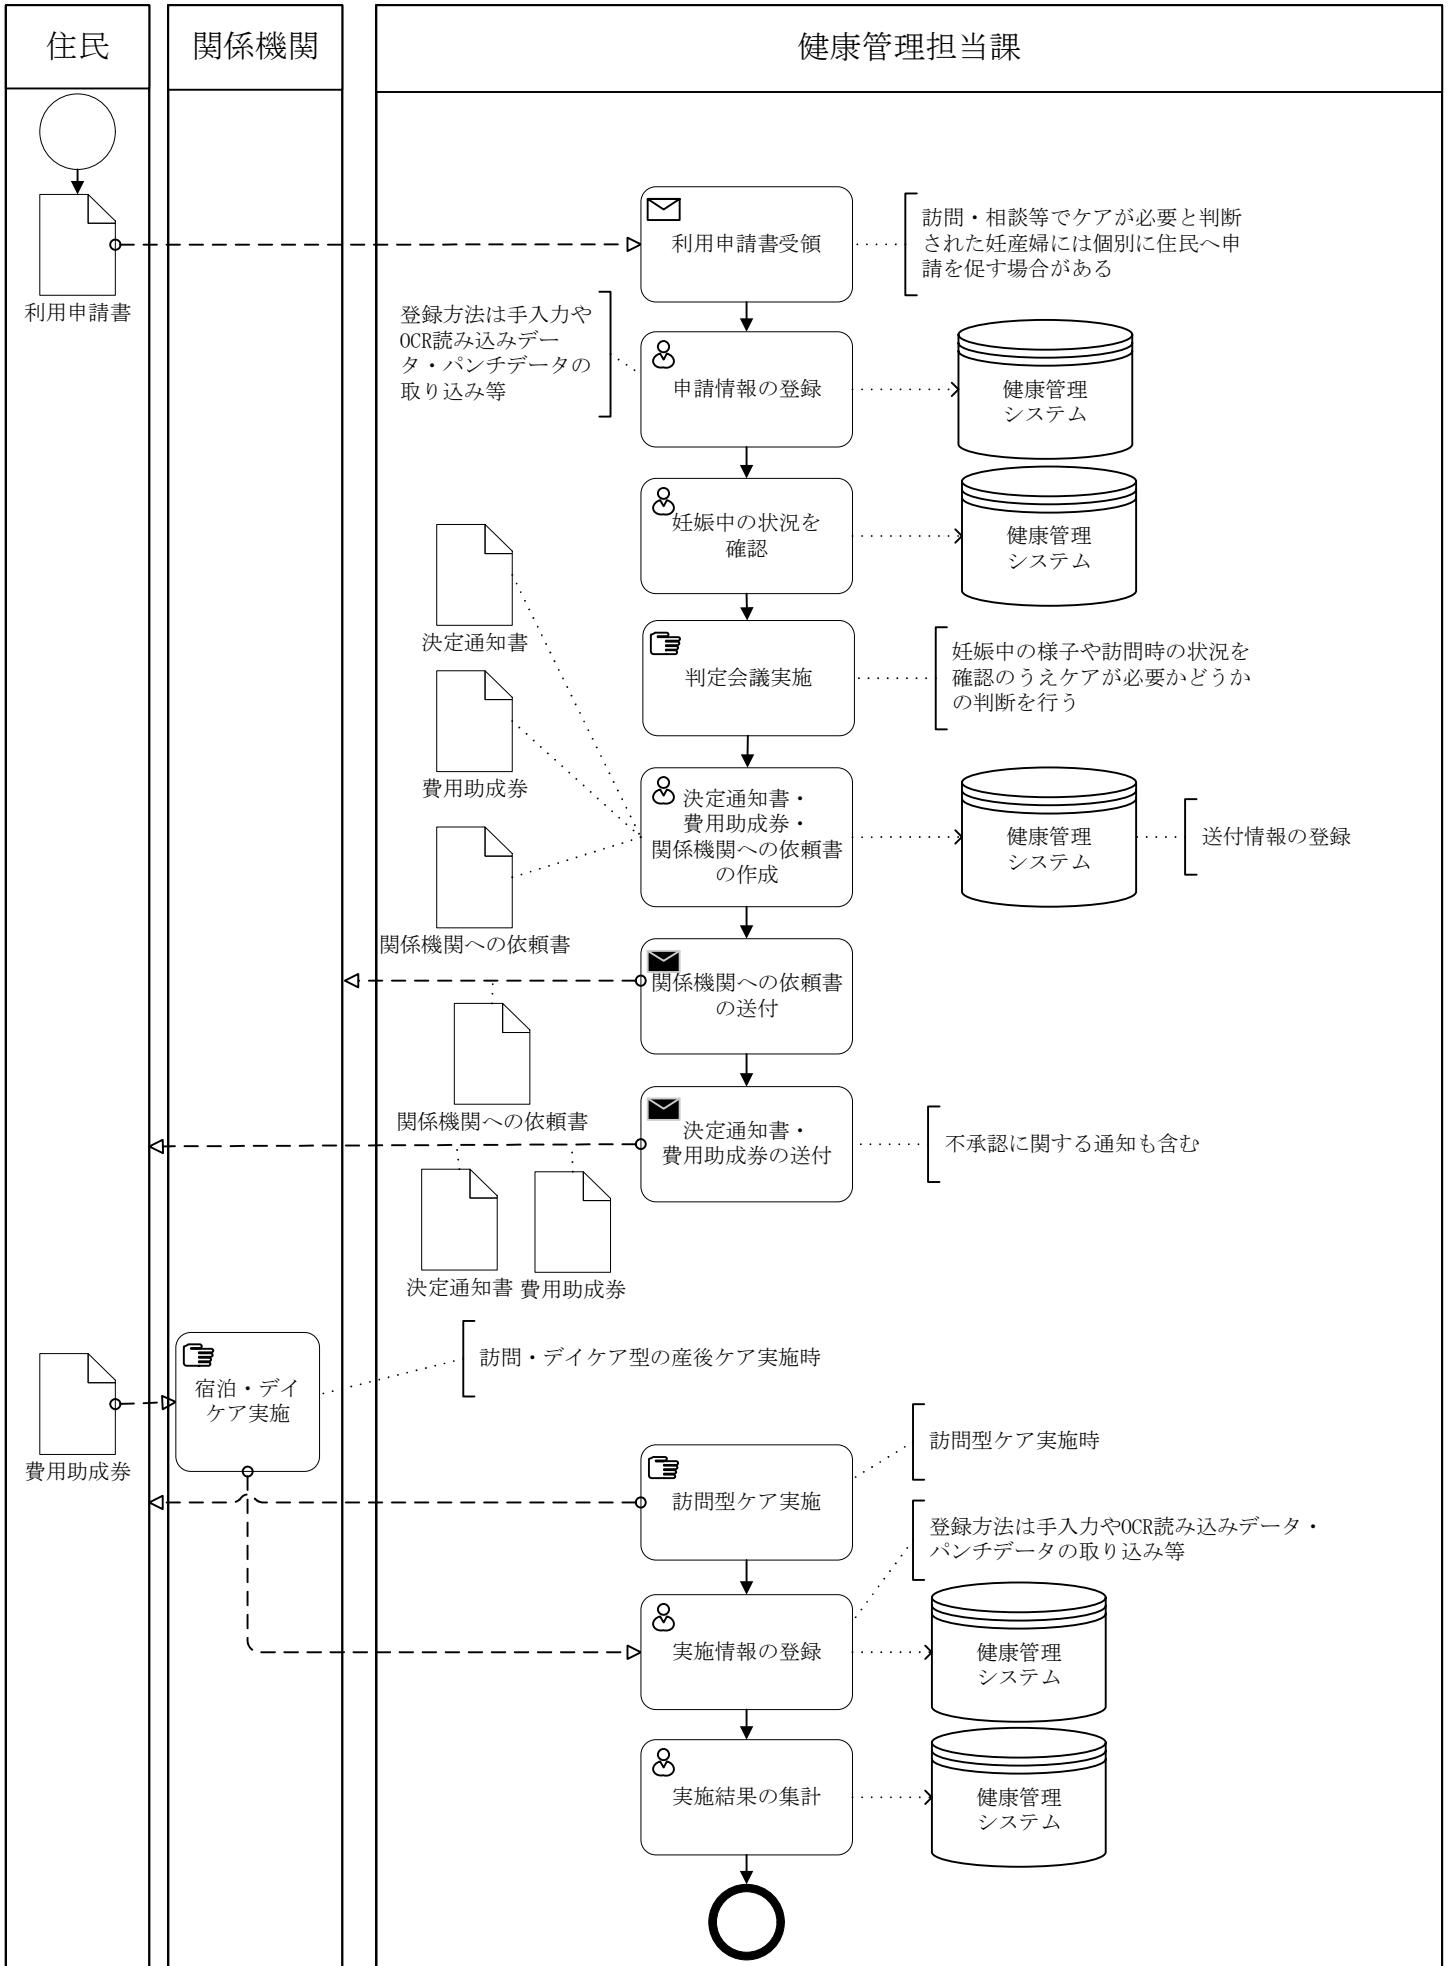 住民
関係機関
健康管理担当課
利用申請書
利用申請書受領
訪問・相談等でケアが必要と判断
された妊産婦には個別に住民へ申
請を促す場合がある
登録方法は手入力や
OCR読み込みデー
タ・パンチデータの
取り込み等
申請情報の登録
健康管理
システム
妊娠中の状況を
確認
健康管理
システム
決定通知書
判定会議実施
妊娠中の様子や訪問時の状況を
確認のうえケアが必要かどうか
の判断を行う
費用助成券
決定通知書・
費用助成券・
関係機関への依頼書
の作成
健康管理
システム
送付情報の登録
関係機関への依頼書
関係機関への依頼書
の送付
関係機関への依頼書
決定通知書・
費用助成券の送付
不承認に関する通知も含む
決定通知書
費用助成券
費用助成券
宿泊・デイ
ケア実施
訪問・デイケア型の産後ケア実施時
訪問型ケア実施
訪問型ケア実施時
登録方法は手入力やOCR読み込みデータ・
パンチデータの取り込み等
実施情報の登録
健康管理
システム
実施結果の集計
健康管理
システム